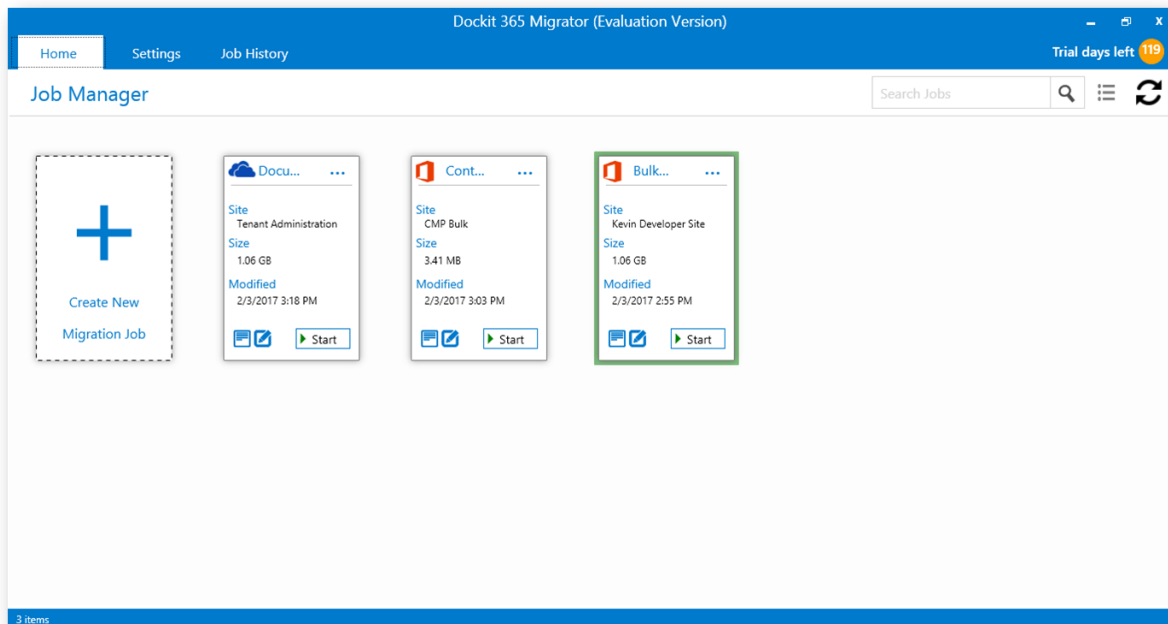 Dockit 365 Migrator (Evaluation Version)
Home Settings Job History
Trial days left 119
Job Manager
Search Jobs
Create New
Migration Job
Docu... ...
Site
Tenant Administration
Size
1.06 GB
Modified
2/3/2017 3:18 PM
Start
Cont... ...
Site
CMP Bulk
Size
3.41 MB
Modified
2/3/2017 3:03 PM
Start
Bulk... ...
Site
Kevin Developer Site
Size
1.06 GB
Modified
2/3/2017 2:55 PM
Start
3 items